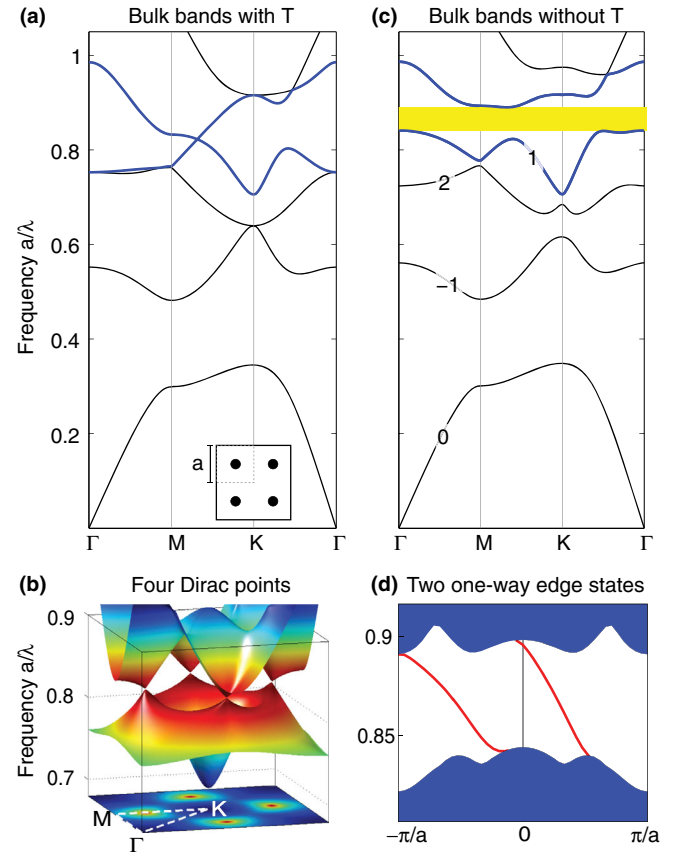 (a) Bulk bands with T
1
0.8
0.6
0.4
0.2
Frequency a/λ
a
Γ M K Γ
(c) Bulk bands without T
1
2
−1
0
Γ M K Γ
(b) Four Dirac points
0.9
0.8
0.7
Frequency a/λ
M
K
Γ
(d) Two one-way edge states
0.9
0.85
−π/a 0 π/a